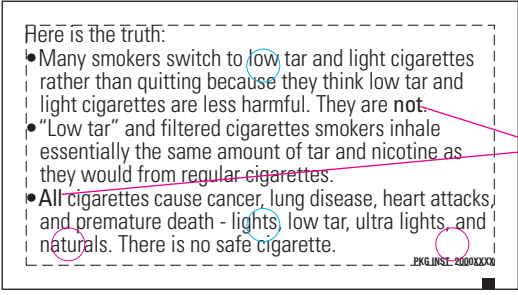 Here is the truth:
•Many smokers switch to low tar and light cigarettes
rather than quitting because they think low tar and
light cigarettes are less harmful. They are not.
•“Low tar” and filtered cigarettes smokers inhale
essentially the same amount of tar and nicotine as
they would from regular cigarettes.
•All cigarettes cause cancer, lung disease, heart attacks,
and premature death - lights, low tar, ultra lights, and
naturals. There is no safe cigarette.
PKG INST 2000XXXX